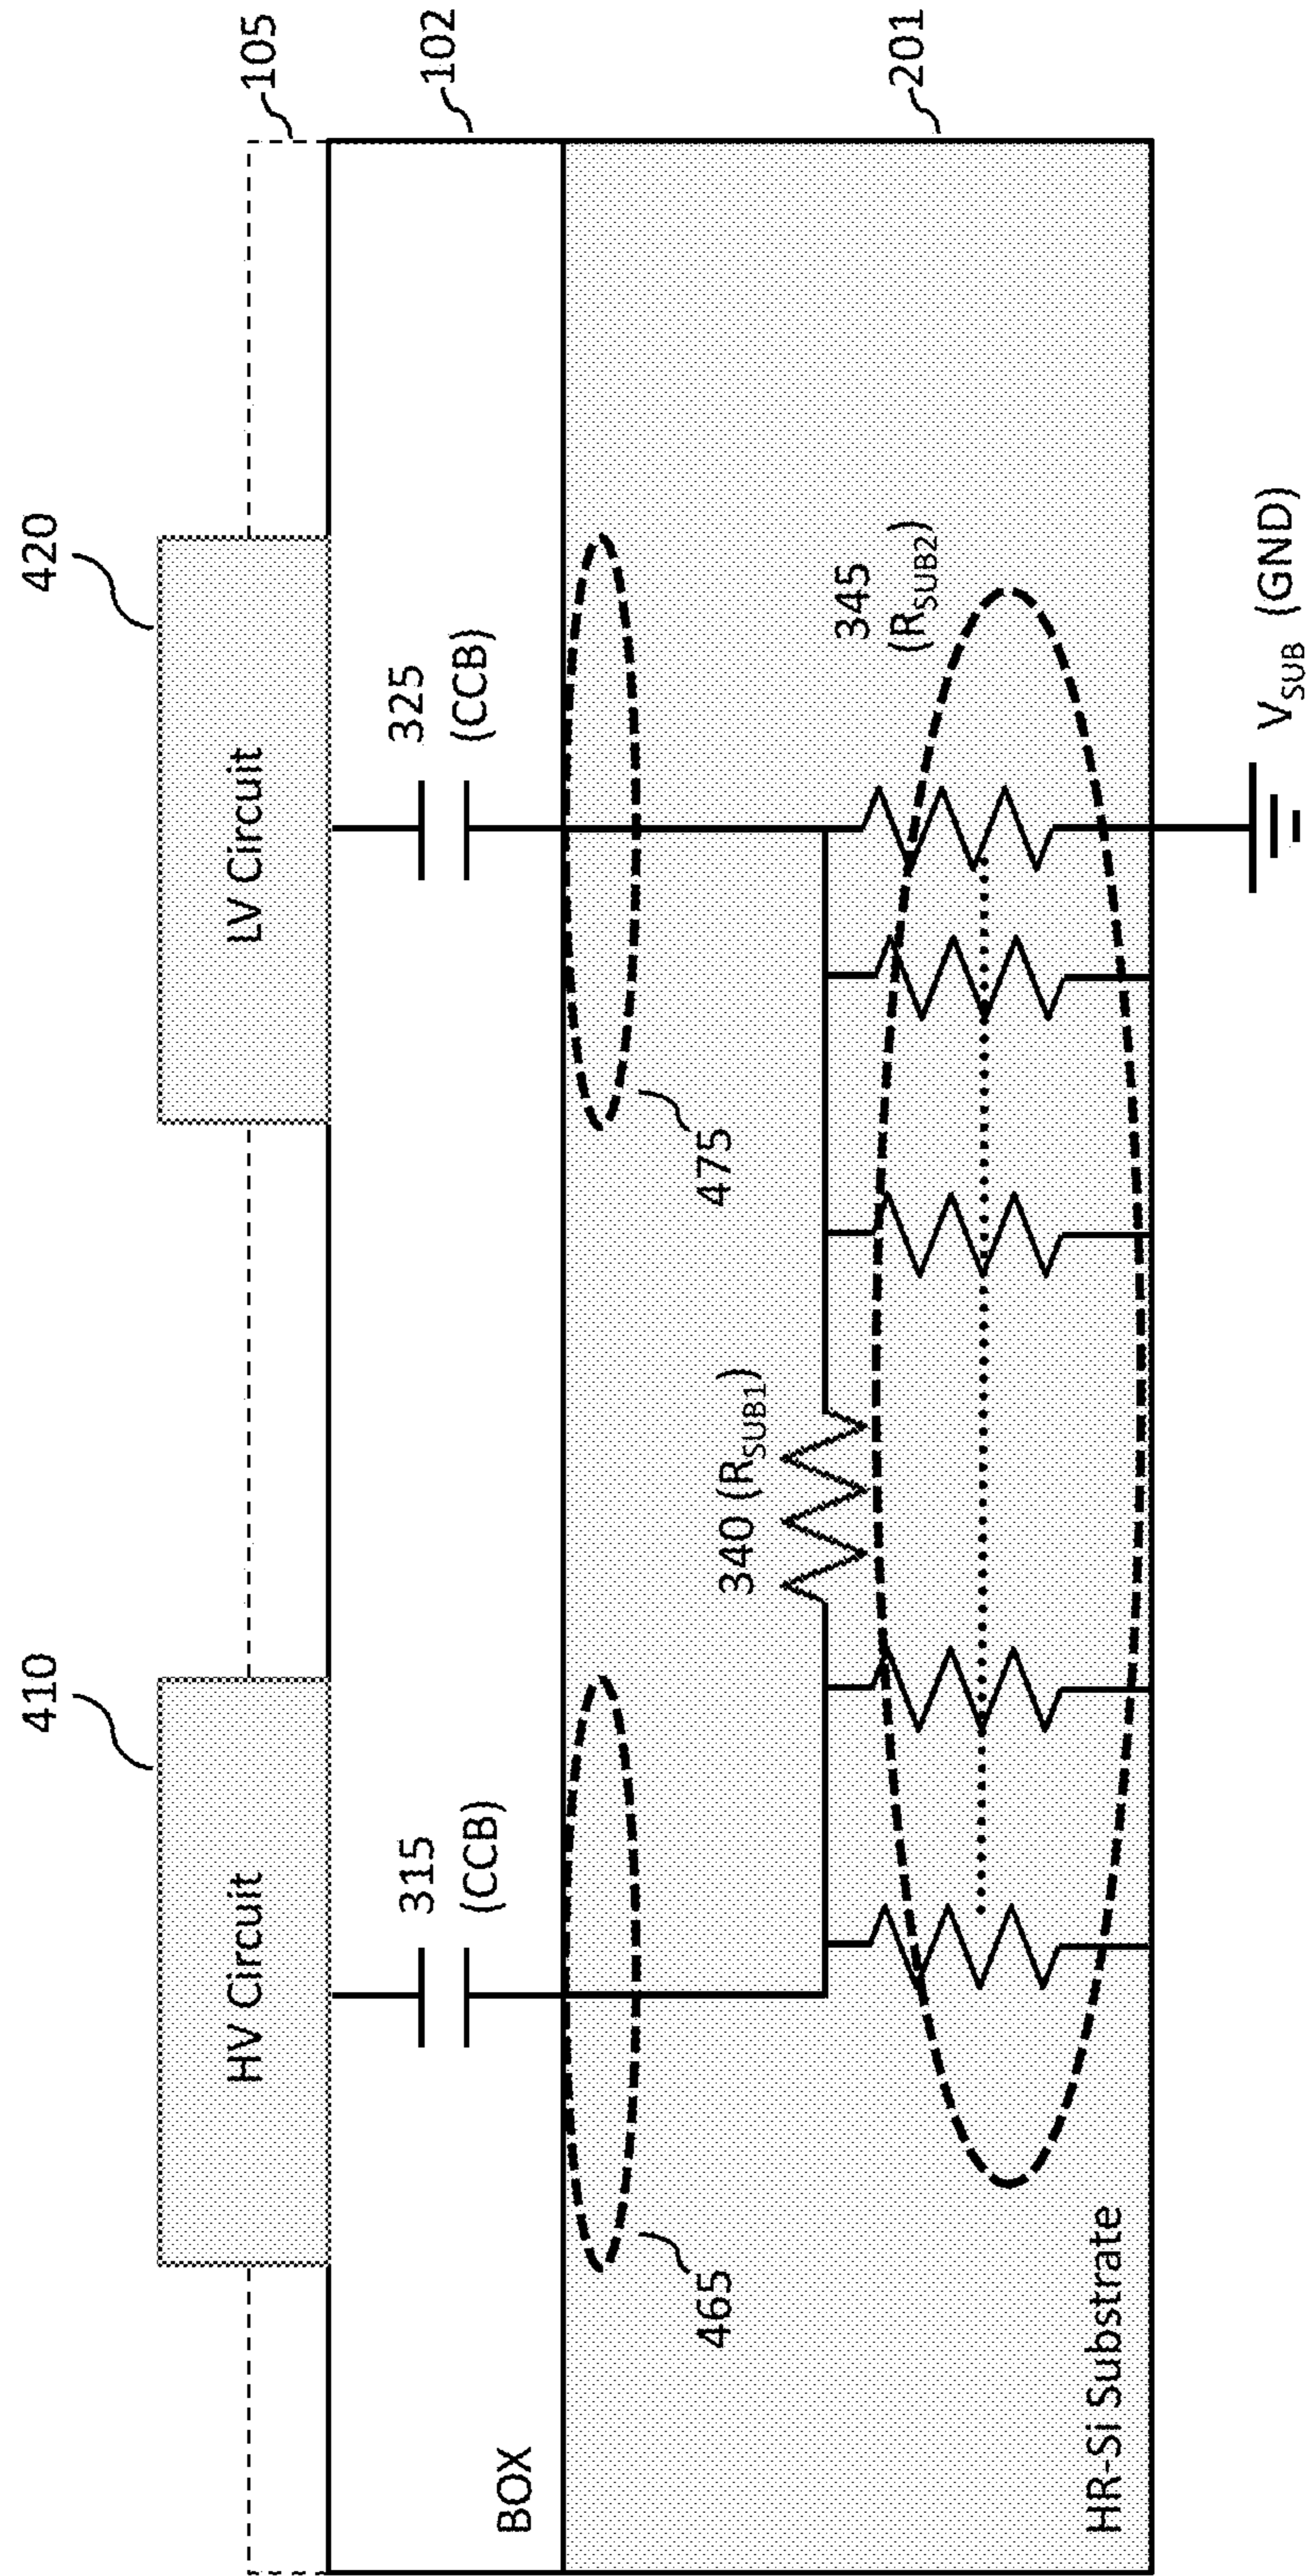 410
420
105
HV Circuit
LV Circuit
102
315
(CCB)
325
(CCB)
BOX
465
475
340 (RSUB1)
345
(RSUB2)
201
HR-Si Substrate
VSUB (GND)